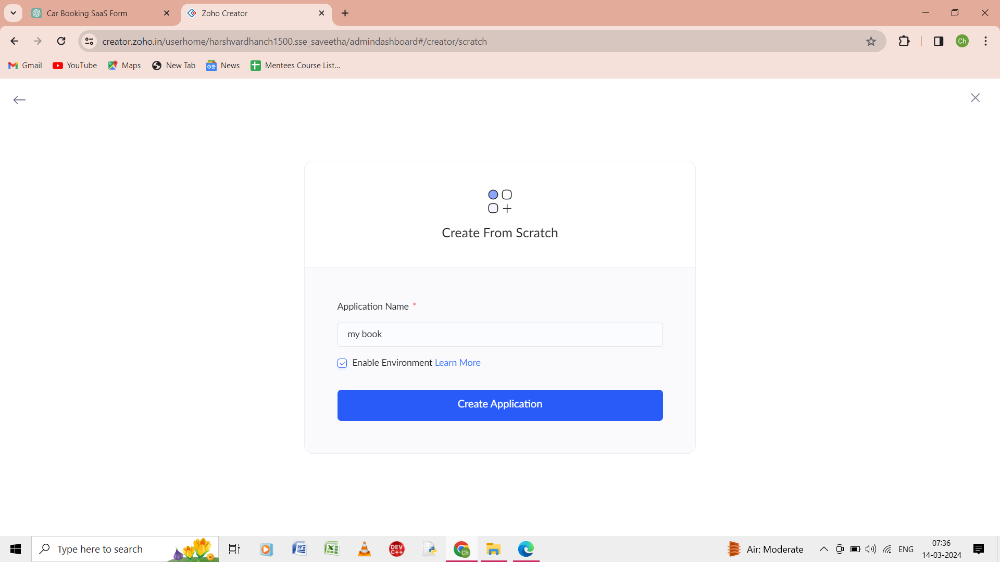 Car Booking SaaS Form
Zoho Creator
creator.zoho.in/userhome/harshvardhanch1500.sse_saveetha/admindashboard#/creator/scratch
Ch
Gmail
YouTube
Maps
New Tab
News
Mentees Course List...
Create From Scratch
Application Name *
my book
Enable Environment Learn More
Create Application
Type here to search
DEV
C++
Ch
Air: Moderate
ENG
07:36
14-03-2024